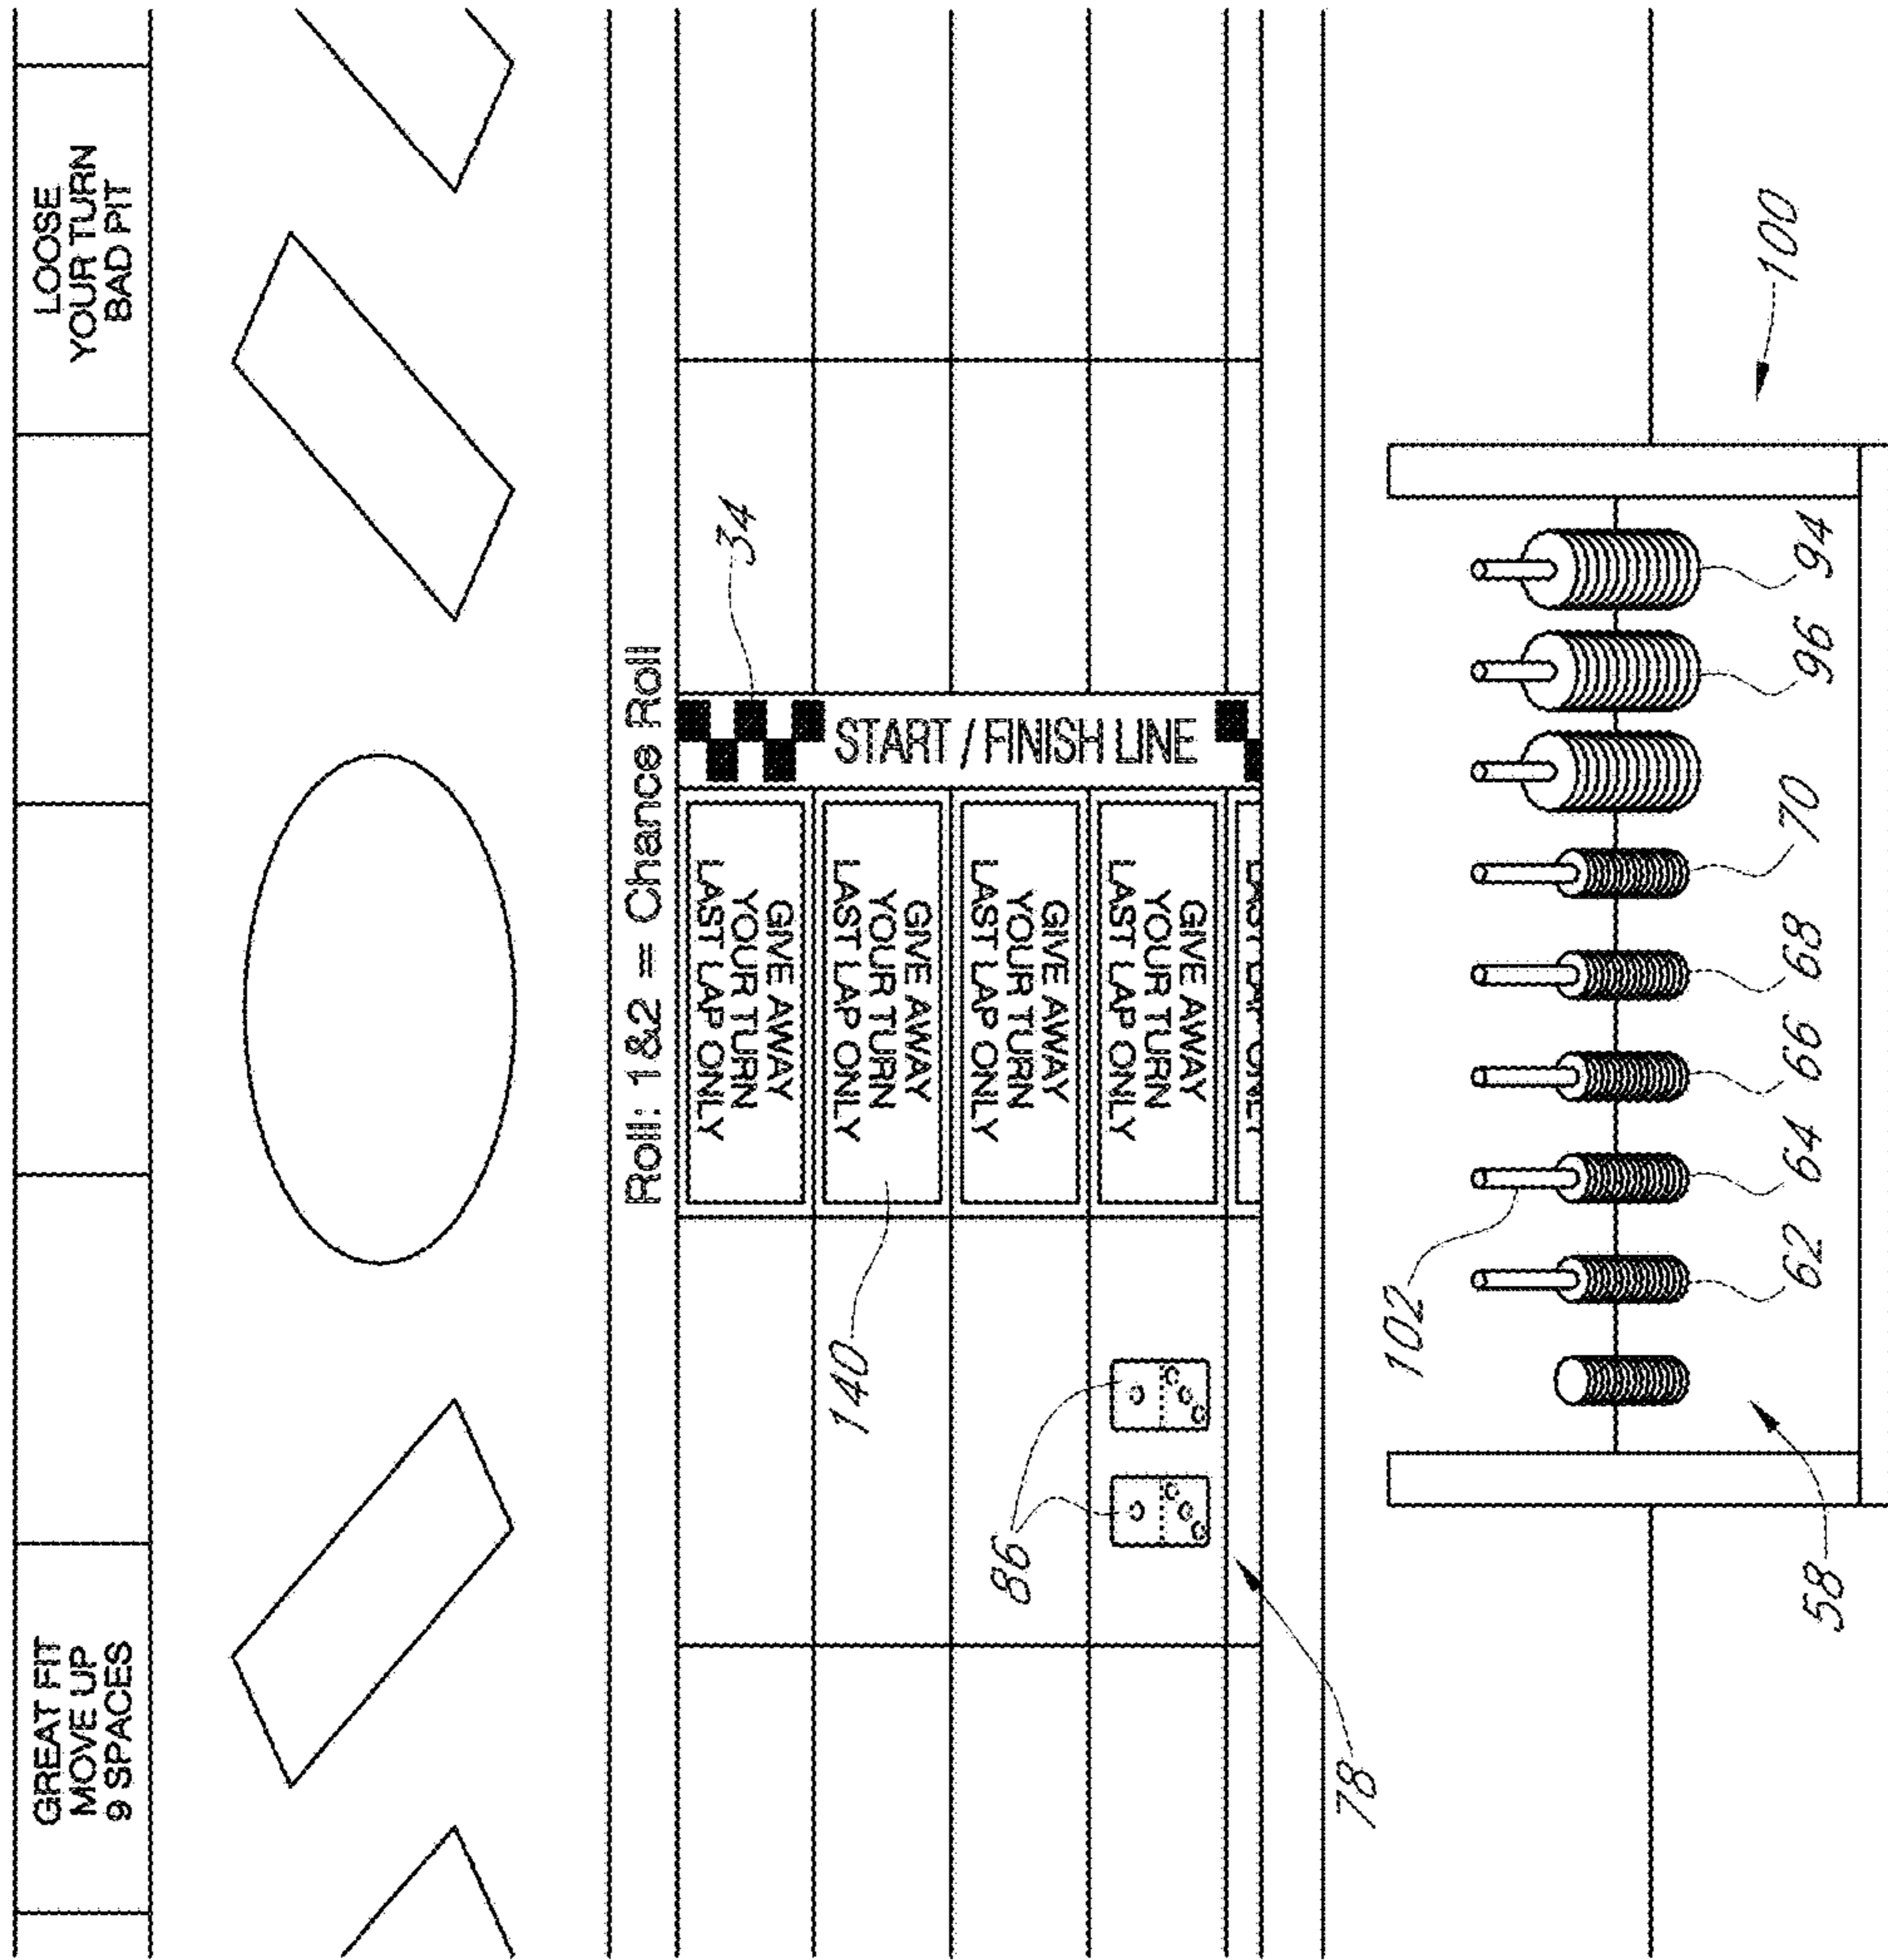 LOOSE
YOUR TURN
BAD PIT
GREAT FIT
MOVE UP
9 SPACES
Roll: 1&2 = Chance Roll
34
START / FINISH LINE
GIVE AWAY
YOUR TURN
LAST LAP ONLY
GIVE AWAY
YOUR TURN
LAST LAP ONLY
GIVE AWAY
YOUR TURN
LAST LAP ONLY
GIVE AWAY
YOUR TURN
LAST LAP ONLY
LAST LAP ONLY
140
86
78
100
94
96
70
68
66
64
62
102
58